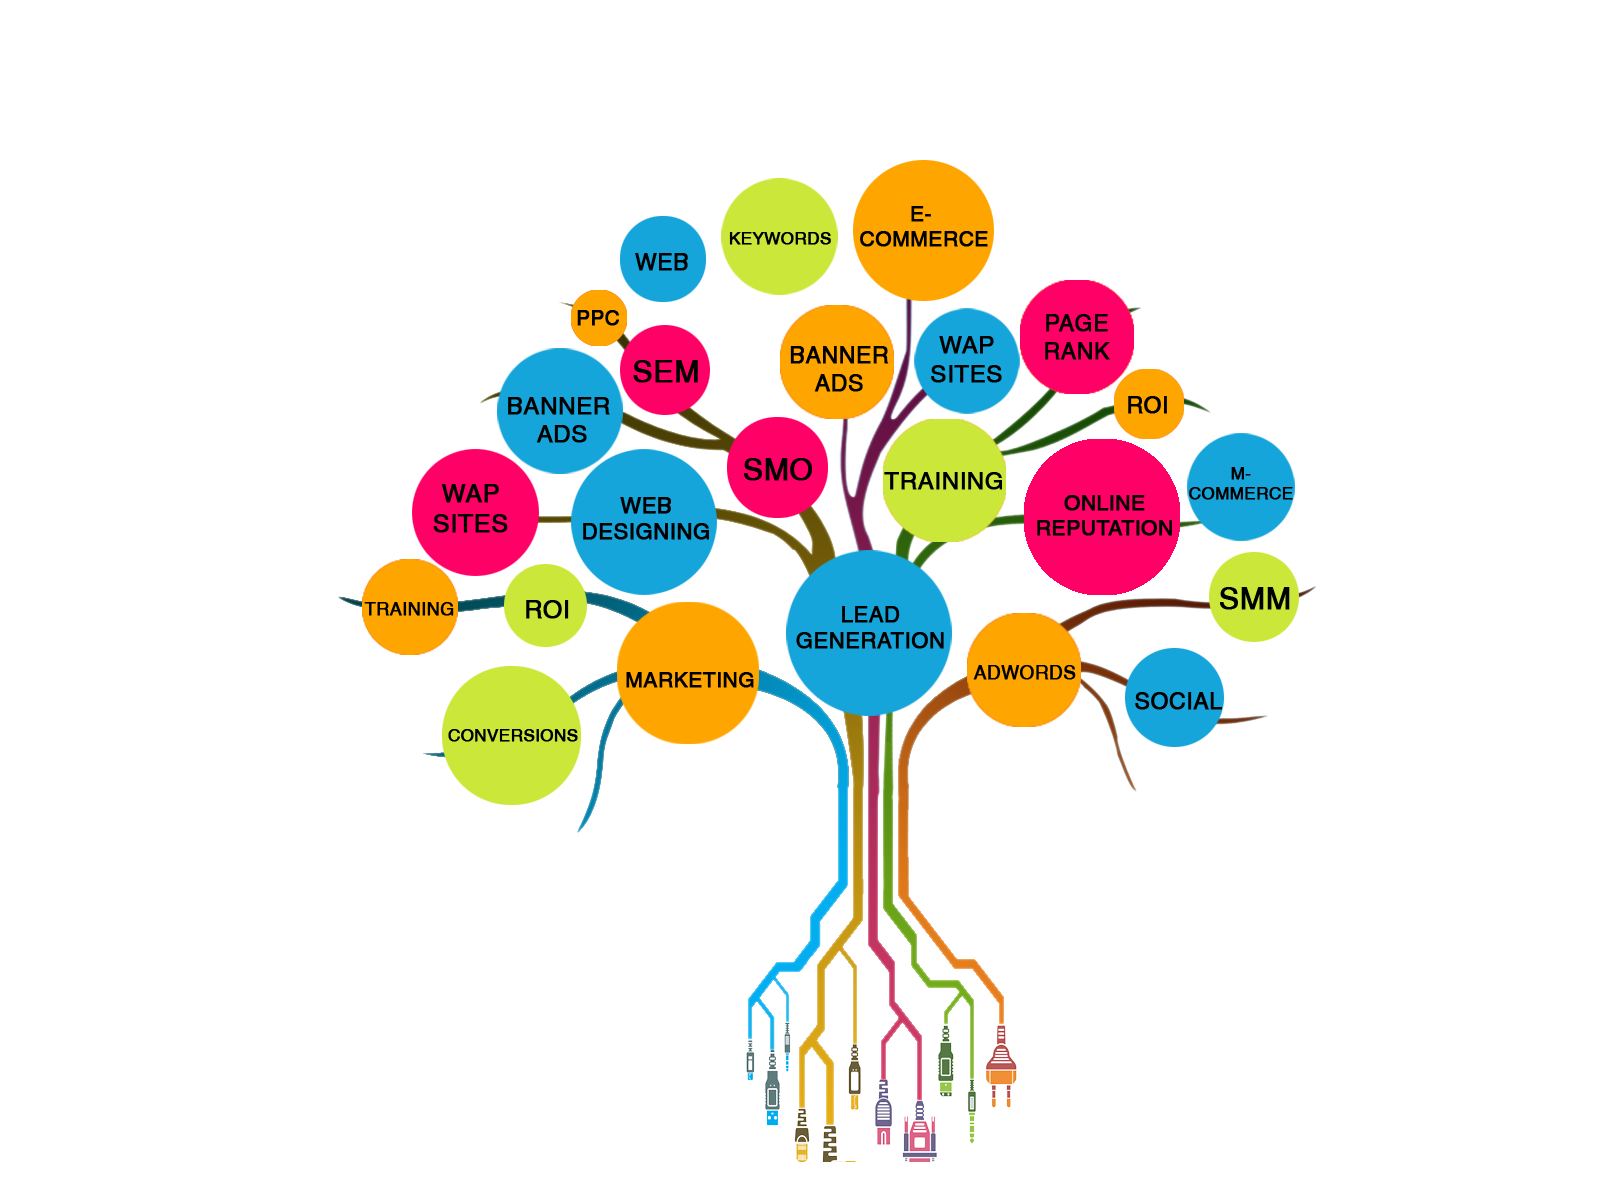 E-
COMMERCE
KEYWORDS
WEB
PPC
PAGE
RANK
BANNER
ADS
WAP
SITES
SEM
BANNER
ADS
ROI
SMO
TRAINING
M-
COMMERCE
WAP
SITES
WEB
DESIGNING
ONLINE
REPUTATION
TRAINING
ROI
LEAD
GENERATION
SMM
MARKETING
ADWORDS
SOCIAL
CONVERSIONS